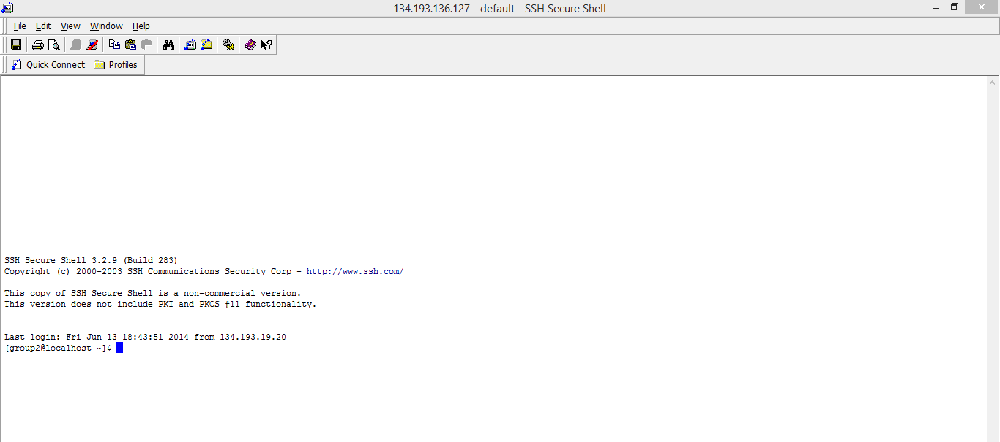 134.193.136.127 - default - SSH Secure Shell
File Edit View Window Help
Quick Connect Profiles
SSH Secure Shell 3.2.9 (Build 283)
Copyright (c) 2000-2003 SSH Communications Security Corp - http://www.ssh.com/
This copy of SSH Secure Shell is a non-commercial version.
This version does not include PKI and PKCS #11 functionality.
Last login: Fri Jun 13 18:43:51 2014 from 134.193.19.20
[group2@localhost ~]$